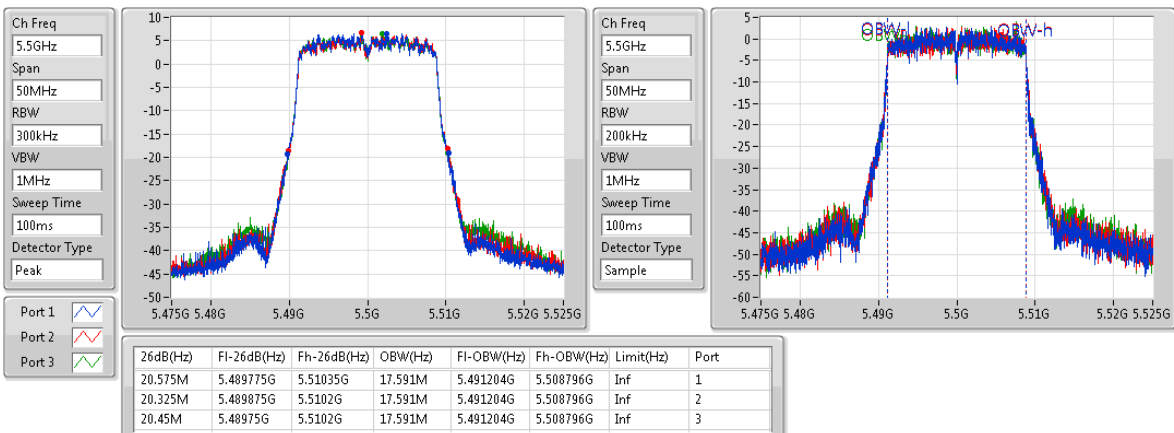 Ch Freq
5.5GHz
Span
50MHz
RBW
300kHz
VBW
1MHz
Sweep Time
100ms
Detector Type
Peak
Port 1
Port 2
Port 3
10
5
0
-5
-10
-15
-20
-25
-30
-35
-40
-45
-50
5.475G 5.48G 5.49G 5.5G 5.51G 5.52G 5.525G
Ch Freq
5.5GHz
Span
50MHz
RBW
200kHz
VBW
1MHz
Sweep Time
100ms
Detector Type
Sample
5
0
-5
-10
-15
-20
-25
-30
-35
-40
-45
-50
-55
-60
OBW-h
5.475G 5.48G 5.49G 5.5G 5.51G 5.52G 5.525G
26dB(Hz) Fl-26dB(Hz) Fh-26dB(Hz) OBW(Hz) Fl-OBW(Hz) Fh-OBW(Hz) Limit(Hz) Port
20.575M 5.489775G 5.51035G 17.591M 5.491204G 5.508796G Inf 1
20.325M 5.489875G 5.5102G 17.591M 5.491204G 5.508796G Inf 2
20.45M 5.48975G 5.5102G 17.591M 5.491204G 5.508796G Inf 3